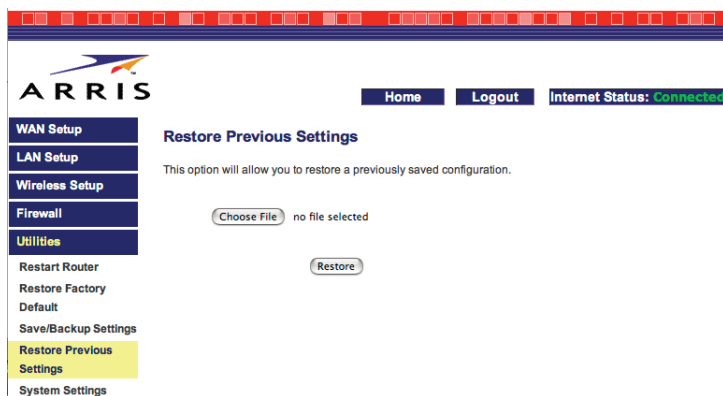 ARRIS
Home Logout Internet Status: Connected
WAN Setup
LAN Setup
Wireless Setup
Firewall
Utilities
Restart Router
Restore Factory
Default
Save/Backup Settings
Restore Previous
Settings
System Settings
Restore Previous Settings
This option will allow you to restore a previously saved configuration.
Choose File no file selected
Restore